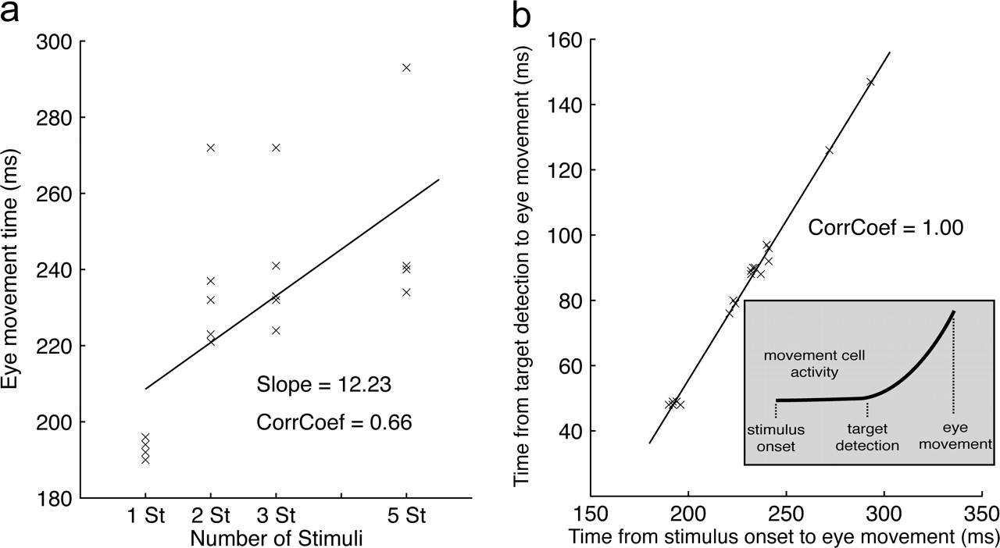 a
Eye movement time (ms)
300
280
260
240
220
200
180
Slope = 12.23
CorrCoef = 0.66
1 St 2 St 3 St 5 St
Number of Stimuli
b
Time from target detection to eye movement (ms)
160
140
120
100
80
60
40
CorrCoef = 1.00
movement cell
activity
stimulus
onset
target
detection
eye
movement
150 200 250 300 350
Time from stimulus onset to eye movement (ms)